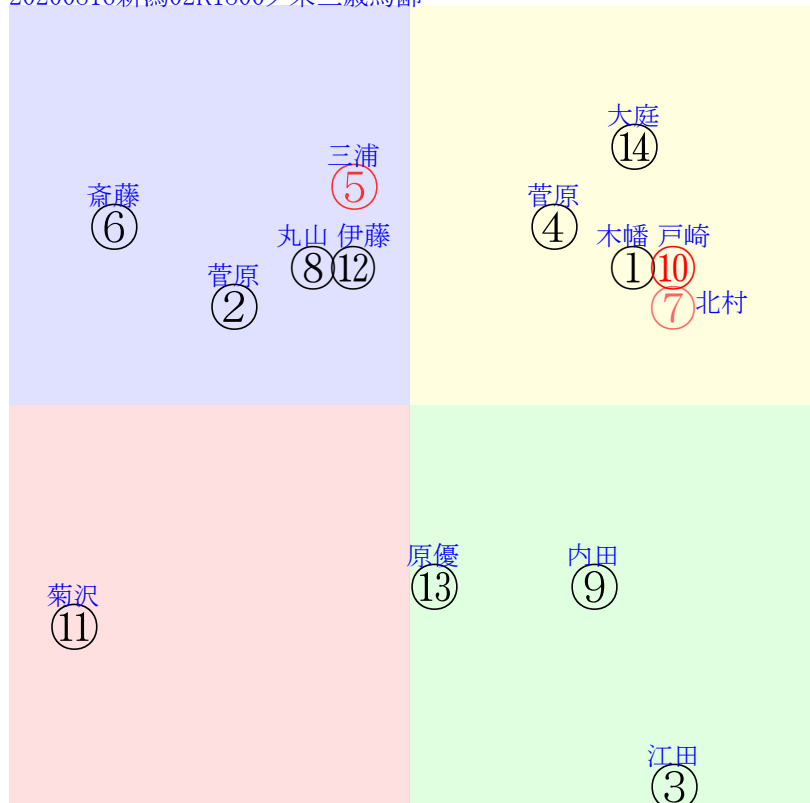 大庭
⑭
三浦
⑤
斎藤
⑥
菅原
④
丸山 伊藤
⑧⑫
木幡 戸崎
①⑩
菅原
②
⑦北村
原優
⑬
内田
⑨
菊沢
⑪
江田
③